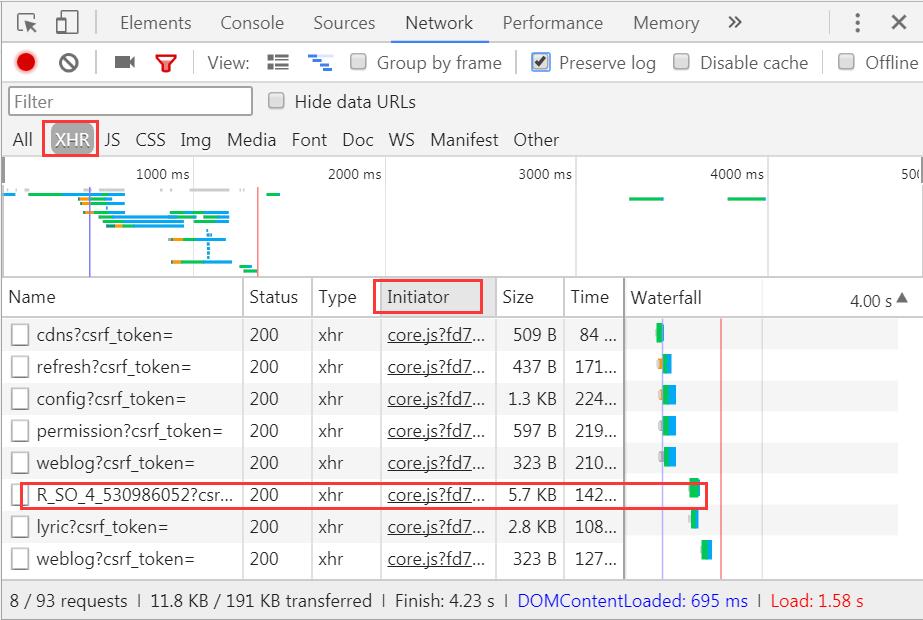 Elements Console Sources Network Performance Memory »
View: Group by frame Preserve log Disable cache Offline
Filter Hide data URLs
All XHR JS CSS Img Media Font Doc WS Manifest Other
1000 ms 2000 ms 3000 ms 4000 ms 500
Name Status Type Initiator Size Time Waterfall 4.00 s▲
cdns?csrf_token= 200 xhr core.js?fd7... 509 B 84 ...
refresh?csrf_token= 200 xhr core.js?fd7... 437 B 171...
config?csrf_token= 200 xhr core.js?fd7... 1.3 KB 224...
permission?csrf_token= 200 xhr core.js?fd7... 597 B 219...
weblog?csrf_token= 200 xhr core.js?fd7... 323 B 210...
R_SO_4_530986052?csr... 200 xhr core.js?fd7... 5.7 KB 142...
lyric?csrf_token= 200 xhr core.js?fd7... 2.8 KB 108...
weblog?csrf_token= 200 xhr core.js?fd7... 323 B 127...
8 / 93 requests | 11.8 KB / 191 KB transferred | Finish: 4.23 s | DOMContentLoaded: 695 ms | Load: 1.58 s